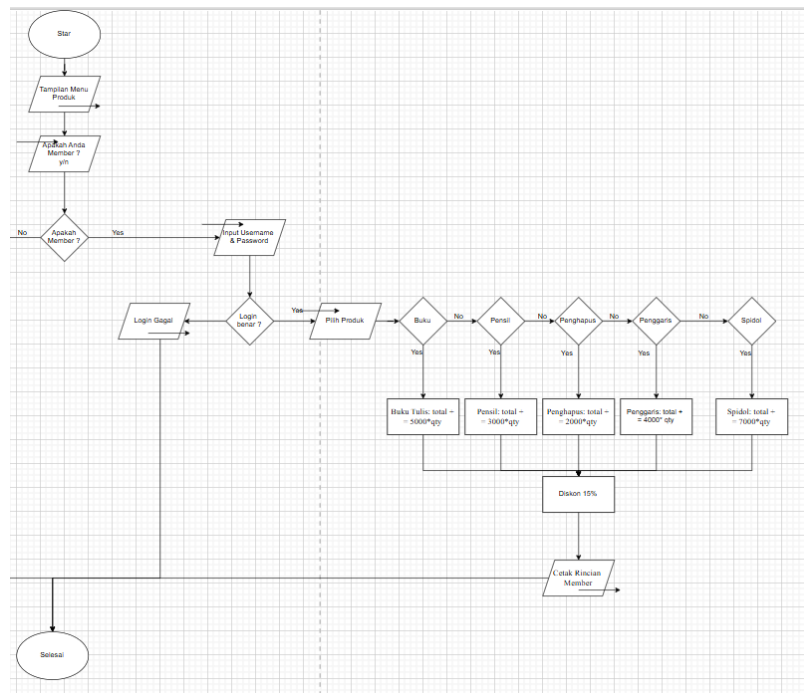 Star
Tampilan Menu
Produk
Apakah Anda
Member ?
y/n
No
Apakah
Member ?
Yes
Input Username
& Password
Login Gagal
Login
benar ?
Yas
Pilih Produk
Buku
No
Pensil
No
Penghapus
No
Penggaris
No
Spidol
Yes
Yes
Yes
Yes
Yes
Buku Tulis: total +
= 5000*qty
Pensil: total +
= 3000*qty
Penghapus: total +
= 2000*qty
Penggaris: total +
= 4000* qty
Spidol: total +
= 7000*qty
Diskon 15%
Cetak Rincian
Member
Selesai